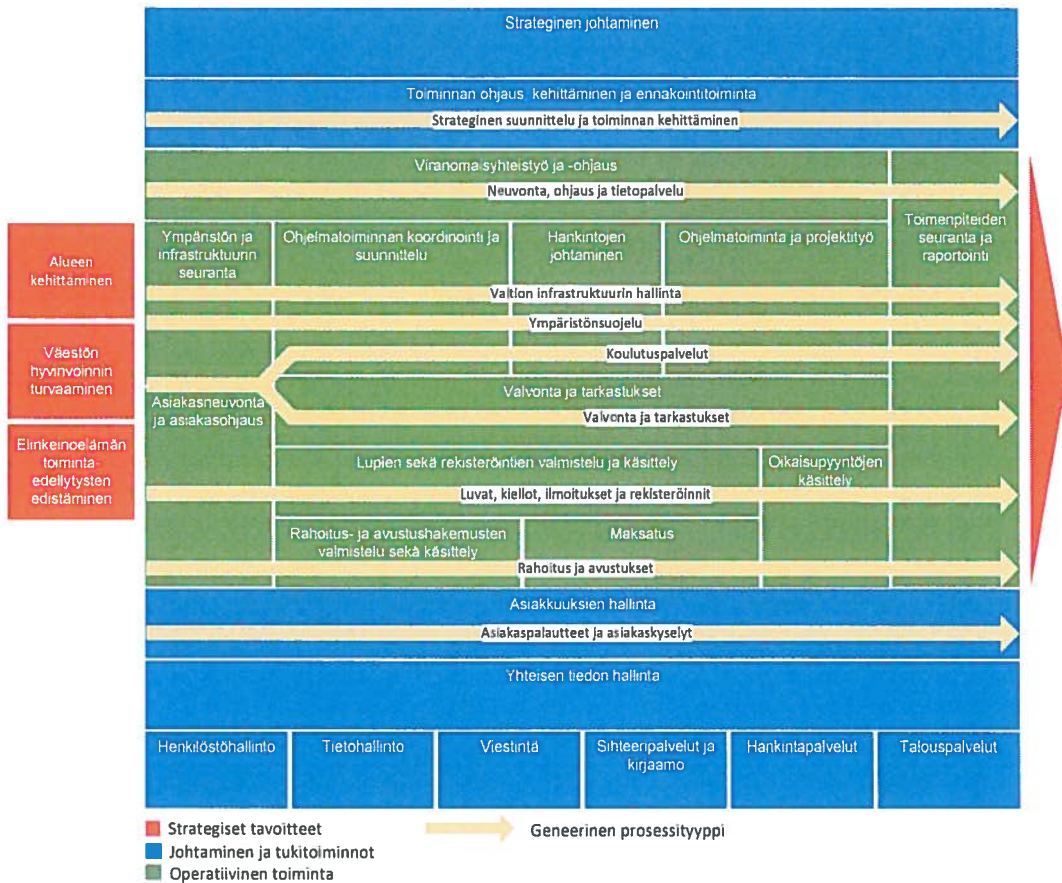 Strateginen johtaminen
Toiminnan ohjaus, kehittäminen ja ennakointitoiminta
Strateginen suunnittelu ja toiminnan kehittäminen
Viranomaisyhteistyö ja -ohjaus
Neuvonta, ohjaus ja tietopalvelu
Toimenpiteiden
seuranta ja
raportointi
Ympäristön ja
infrastruktuurin
seuranta
Ohjelmatoiminnan koordinointi ja
suunnittelu
Hankintojen
johtaminen
Ohjelmatoiminta ja projektityö
Alueen
kehittäminen
Valtion infrastruktuurin hallinta
Ympäristönsuojelu
Koulutuspalvelut
Väestön
hyvinvoinnin
turvaaminen
Valvonta ja tarkastukset
Asiakasneuvonta
ja asiakasohjaus
Valvonta ja tarkastukset
Elinkeinoelämän
toiminta-
edellytysten
edistäminen
Lupien sekä rekisteröintien valmistelu ja käsittely
Oikaisupyyntöjen
käsittely
Luvat, kiellot, ilmoitukset ja rekisteröinnit
Rahoitus- ja avustushakemusten
valmistelu sekä käsittely
Maksatus
Rahoitus ja avustukset
Asiakkuuksien hallinta
Asiakaspalautteet ja asiakaskyselyt
Yhteisen tiedon hallinta
Henkilöstöhallinto
Tietohallinto
Viestintä
Sihteeripalvelut ja
kirjaamo
Hankintapalvelut
Talouspalvelut
Strategiset tavoitteet
Geneerinen prosessityyppi
Johtaminen ja tukitoiminnot
Operatiivinen toiminta